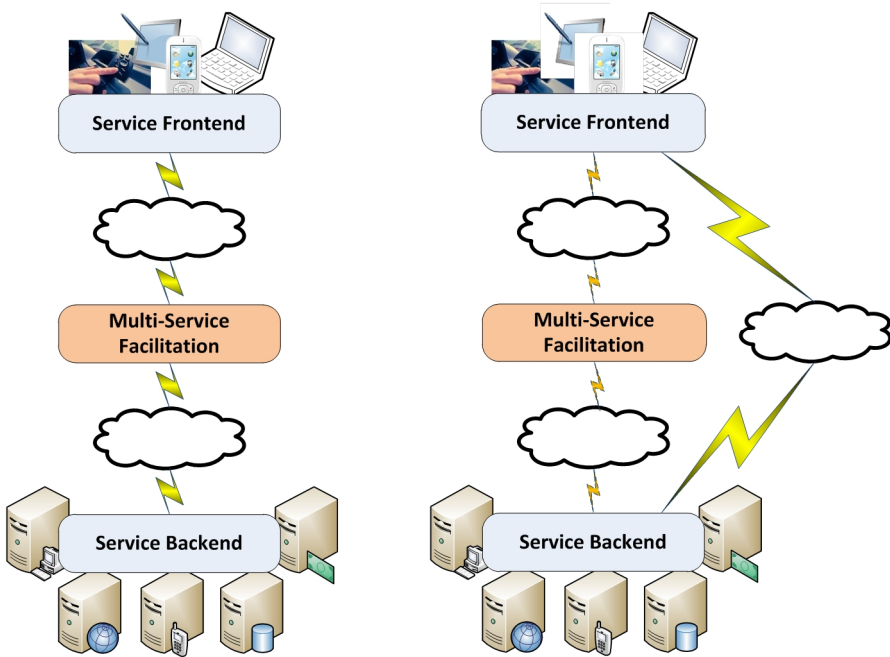 Service Frontend
Multi-Service
Facilitation
Service Backend
Service Frontend
Multi-Service
Facilitation
Service Backend